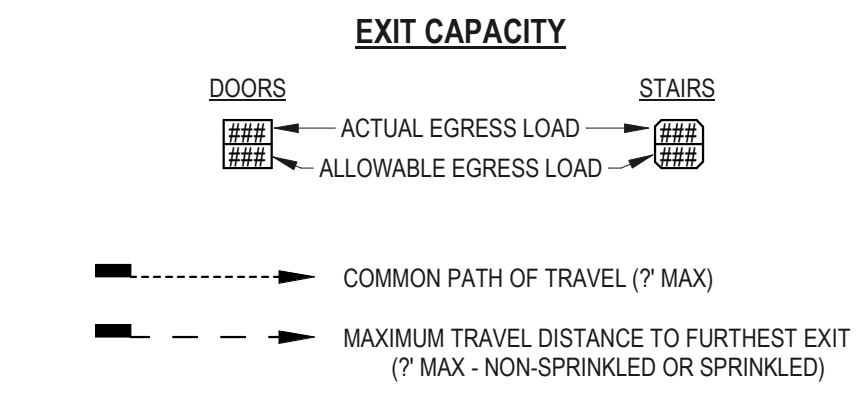 EXIT CAPACITY
DOORS
STAIRS
###
ACTUAL EGRESS LOAD
###
###
ALLOWABLE EGRESS LOAD
###
COMMON PATH OF TRAVEL (?' MAX)
MAXIMUM TRAVEL DISTANCE TO FURTHEST EXIT
(?' MAX - NON-SPRINKLED OR SPRINKLED)